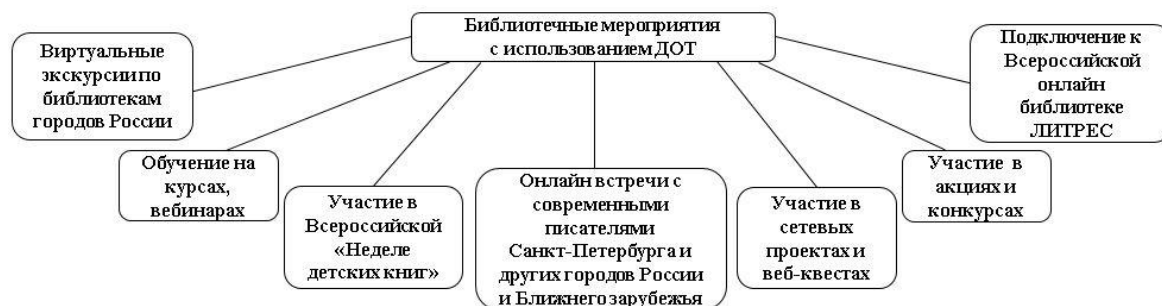 Библиотечные мероприятия
с использованием ДОТ
Виртуальные
экскурсии по
библиотекам
городов России
Обучение на
курсах,
вебинарах
Участие в
Всероссийской
«Неделе
детских книг»
Онлайн встречи с
современными
писателями
Санкт-Петербурга и
других городов России
и Ближнего зарубежья
Участие в
сетевых
проектах и
веб-квестах
Участие в
акциях и
конкурсах
Подключение к
Всероссийской
онлайн
библиотеке
ЛИТРЕС